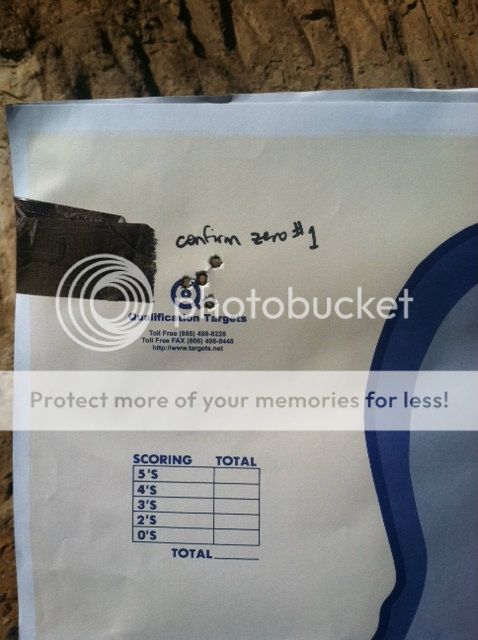 confirm zero #1
photobucket
Qualification Targets
Toll Free (866) 498-8228
Toll Free FAX (866) 498-8448
http://www.targets.net
Protect more of your memories for less!
SCORING TOTAL
5'S
4'S
3'S
2'S
0'S
TOTAL